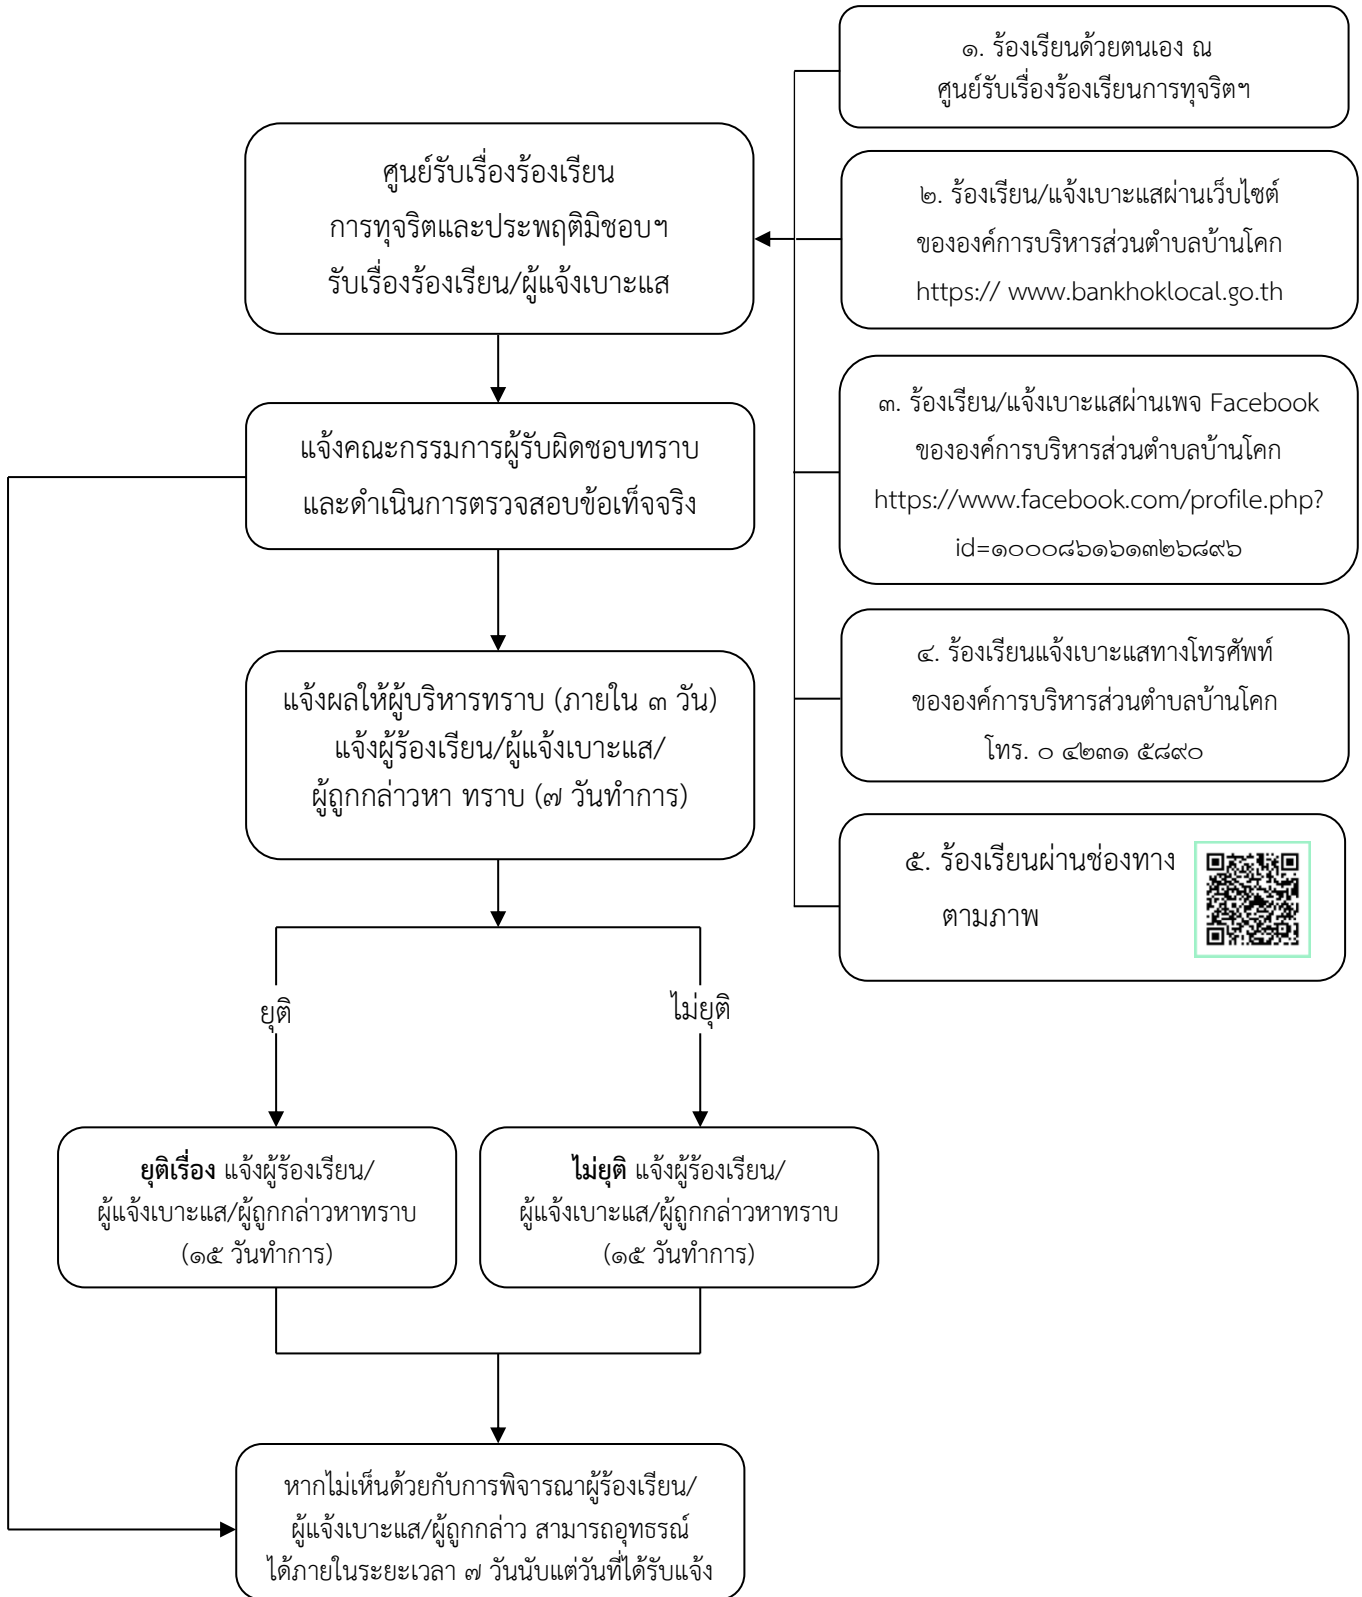 ๑. ร้องเรียนด้วยตนเอง ณ
ศูนย์รับเรื่องร้องเรียนการทุจริตฯ
ศูนย์รับเรื่องร้องเรียน
การทุจริตและประพฤติมิชอบฯ
รับเรื่องร้องเรียน/ผู้แจ้งเบาะแส
๒. ร้องเรียน/แจ้งเบาะแสผ่านเว็บไซต์
ขององค์การบริหารส่วนตำบลบ้านโคก
https:// www.bankhoklocal.go.th
๓. ร้องเรียน/แจ้งเบาะแสผ่านเพจ Facebook
ขององค์การบริหารส่วนตำบลบ้านโคก
https://www.facebook.com/profile.php?
id=๑๐๐๐๘๖๑๖๑๓๒๖๘๙๖
แจ้งคณะกรรมการผู้รับผิดชอบทราบ
และดำเนินการตรวจสอบข้อเท็จจริง
๔. ร้องเรียนแจ้งเบาะแสทางโทรศัพท์
ขององค์การบริหารส่วนตำบลบ้านโคก
โทร. ๐ ๔๒๓๑ ๕๘๙๐
แจ้งผลให้ผู้บริหารทราบ (ภายใน ๓ วัน)
แจ้งผู้ร้องเรียน/ผู้แจ้งเบาะแส/
ผู้ถูกกล่าวหา ทราบ (๗ วันทำการ)
๕. ร้องเรียนผ่านช่องทาง
ตามภาพ
ยุติ
ไม่ยุติ
ยุติเรื่อง แจ้งผู้ร้องเรียน/
ผู้แจ้งเบาะแส/ผู้ถูกกล่าวหาทราบ
(๑๕ วันทำการ)
ไม่ยุติ แจ้งผู้ร้องเรียน/
ผู้แจ้งเบาะแส/ผู้ถูกกล่าวหาทราบ
(๑๕ วันทำการ)
หากไม่เห็นด้วยกับการพิจารณาผู้ร้องเรียน/
ผู้แจ้งเบาะแส/ผู้ถูกกล่าว สามารถอุทธรณ์
ได้ภายในระยะเวลา ๗ วันนับแต่วันที่ได้รับแจ้ง